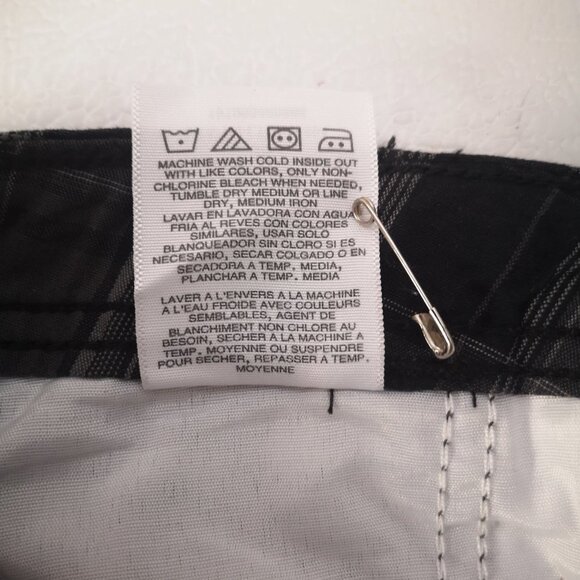 MACHINE WASH COLD INSIDE OUT
WITH LIKE COLORS, ONLY NON-
CHLORINE BLEACH WHEN NEEDED,
TUMBLE DRY MEDIUM OR LINE
DRY, MEDIUM IRON
LAVAR EN LAVADORA CON AGUA
FRIA AL REVES CON COLORES
SIMILARES, USAR SOLO
BLANQUEADOR SIN CLORO SI ES
NECESARIO, SECAR COLGADO O EN
SECADORA A TEMP. MEDIA,
PLANCHAR A TEMP. MEDIA
LAVER A L'ENVERS A LA MACHINE
A L'EAU FROIDE AVEC COULEURS
SEMBLABLES, AGENT DE
BLANCHIMENT NON CHLORE AU
BESOIN, SECHER A LA MACHINE A
TEMP. MOYENNE OU SUSPENDRE
POUR SECHER, REPASSER A TEMP.
MOYENNE